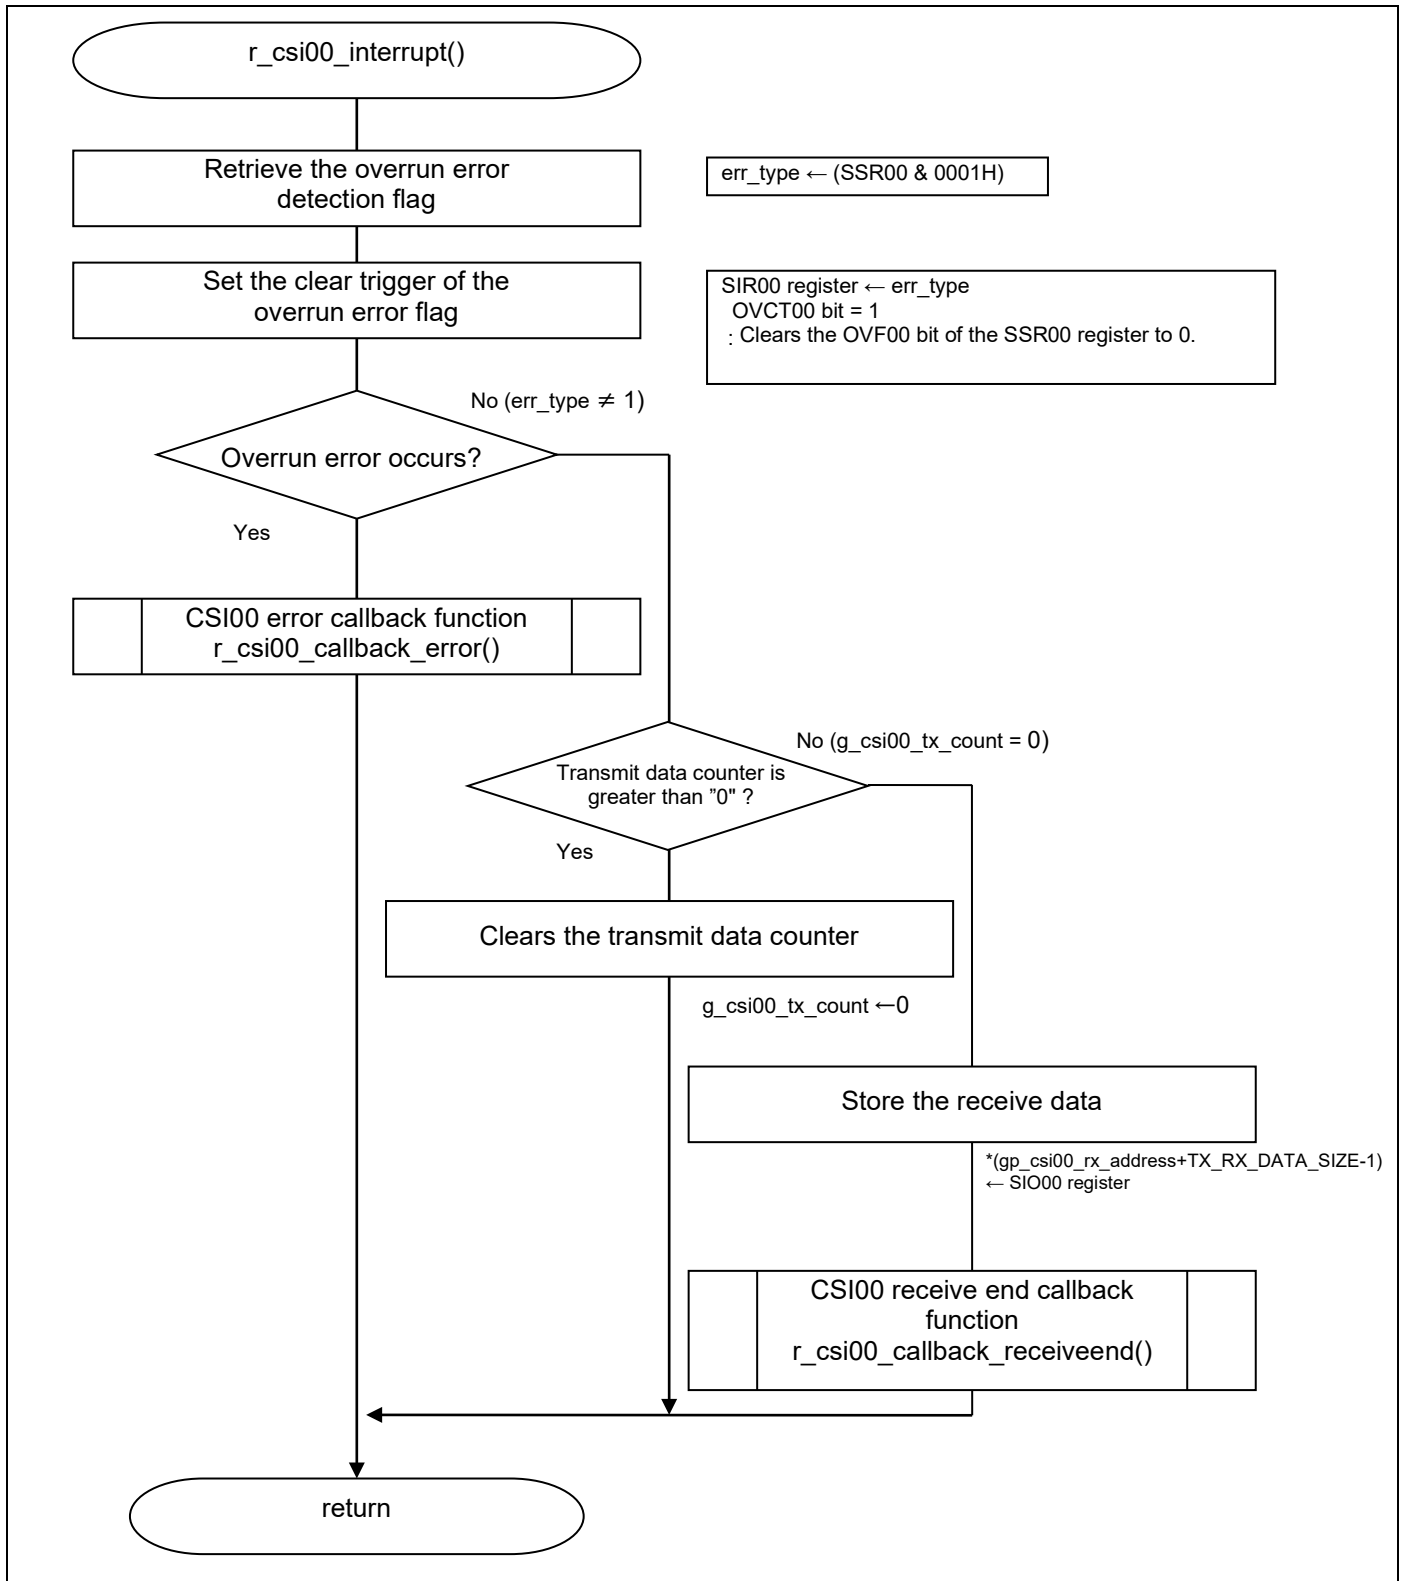 r_csi00_interrupt()
Retrieve the overrun error
detection flag
err_type ← (SSR00 & 0001H)
Set the clear trigger of the
overrun error flag
SIR00 register ← err_type
OVCT00 bit = 1
: Clears the OVF00 bit of the SSR00 register to 0.
No (err_type ≠ 1)
Overrun error occurs?
Yes
CSI00 error callback function
r_csi00_callback_error()
No (g_csi00_tx_count = 0)
Transmit data counter is
greater than ”0" ?
Yes
Clears the transmit data counter
g_csi00_tx_count ←0
Store the receive data
*(gp_csi00_rx_address+TX_RX_DATA_SIZE-1)
← SIO00 register
CSI00 receive end callback
function
r_csi00_callback_receiveend()
return